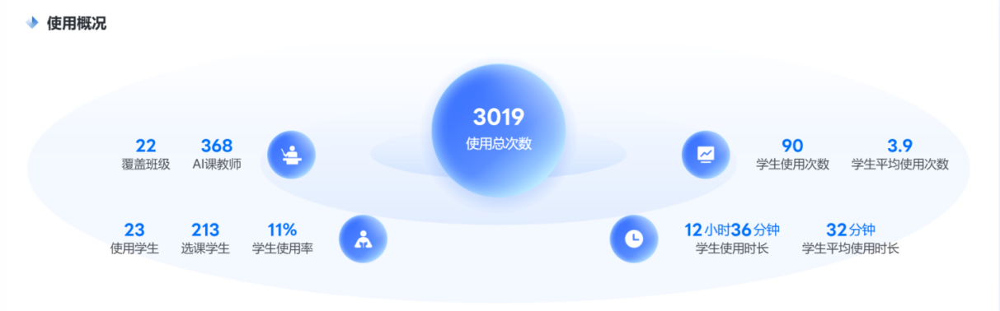 使用概况
3019
使用总次数
22 368
覆盖班级 AI课教师
90 3.9
学生使用次数 学生平均使用次数
23 213 11%
使用学生 选课学生 学生使用率
12小时36分钟 32分钟
学生使用时长 学生平均使用时长